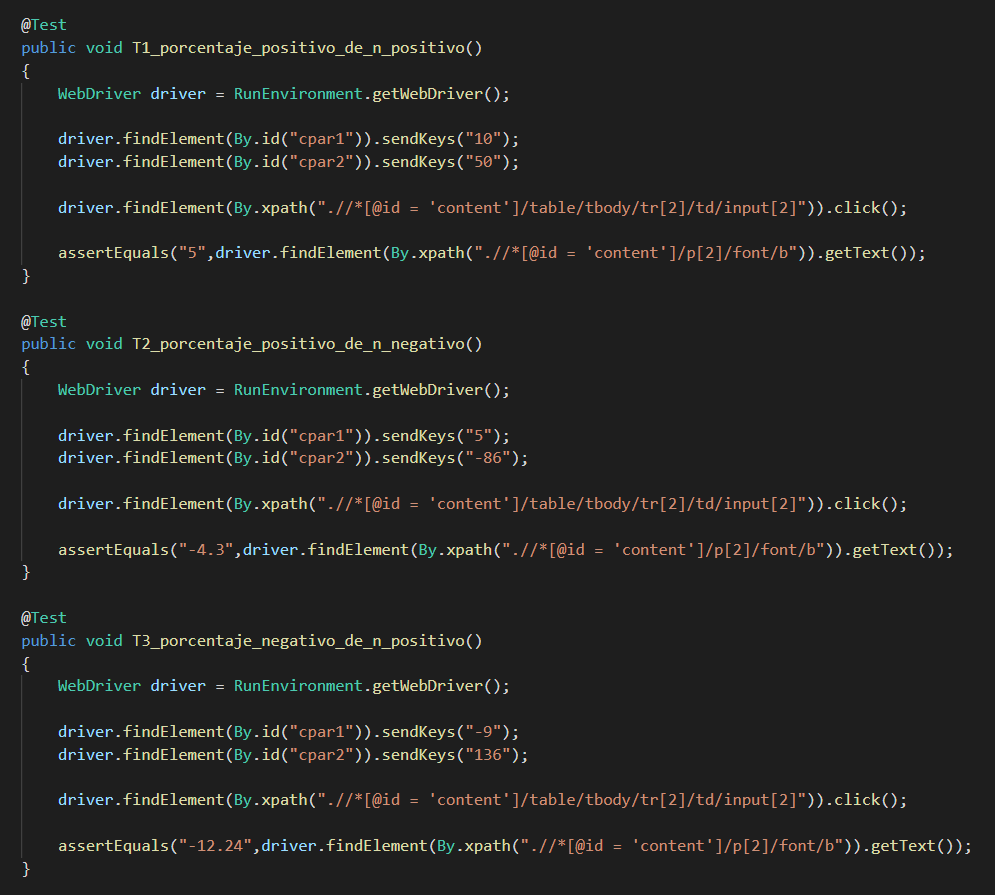 @Test
public void T1_porcentaje_positivo_de_n_positivo()
{
    WebDriver driver = RunEnvironment.getWebDriver();
    driver.findElement(By.id("cpar1")).sendKeys("10");
    driver.findElement(By.id("cpar2")).sendKeys("50");
    driver.findElement(By.xpath(".//*[@id = 'content']/table/tbody/tr[2]/td/input[2]")).click();
    assertEquals("5",driver.findElement(By.xpath(".//*[@id = 'content']/p[2]/font/b")).getText());
}
@Test
public void T2_porcentaje_positivo_de_n_negativo()
{
    WebDriver driver = RunEnvironment.getWebDriver();
    driver.findElement(By.id("cpar1")).sendKeys("5");
    driver.findElement(By.id("cpar2")).sendKeys("-86");
    driver.findElement(By.xpath(".//*[@id = 'content']/table/tbody/tr[2]/td/input[2]")).click();
    assertEquals("-4.3",driver.findElement(By.xpath(".//*[@id = 'content']/p[2]/font/b")).getText());
}
@Test
public void T3_porcentaje_negativo_de_n_positivo()
{
    WebDriver driver = RunEnvironment.getWebDriver();
    driver.findElement(By.id("cpar1")).sendKeys("-9");
    driver.findElement(By.id("cpar2")).sendKeys("136");
    driver.findElement(By.xpath(".//*[@id = 'content']/table/tbody/tr[2]/td/input[2]")).click();
    assertEquals("-12.24",driver.findElement(By.xpath(".//*[@id = 'content']/p[2]/font/b")).getText());
}